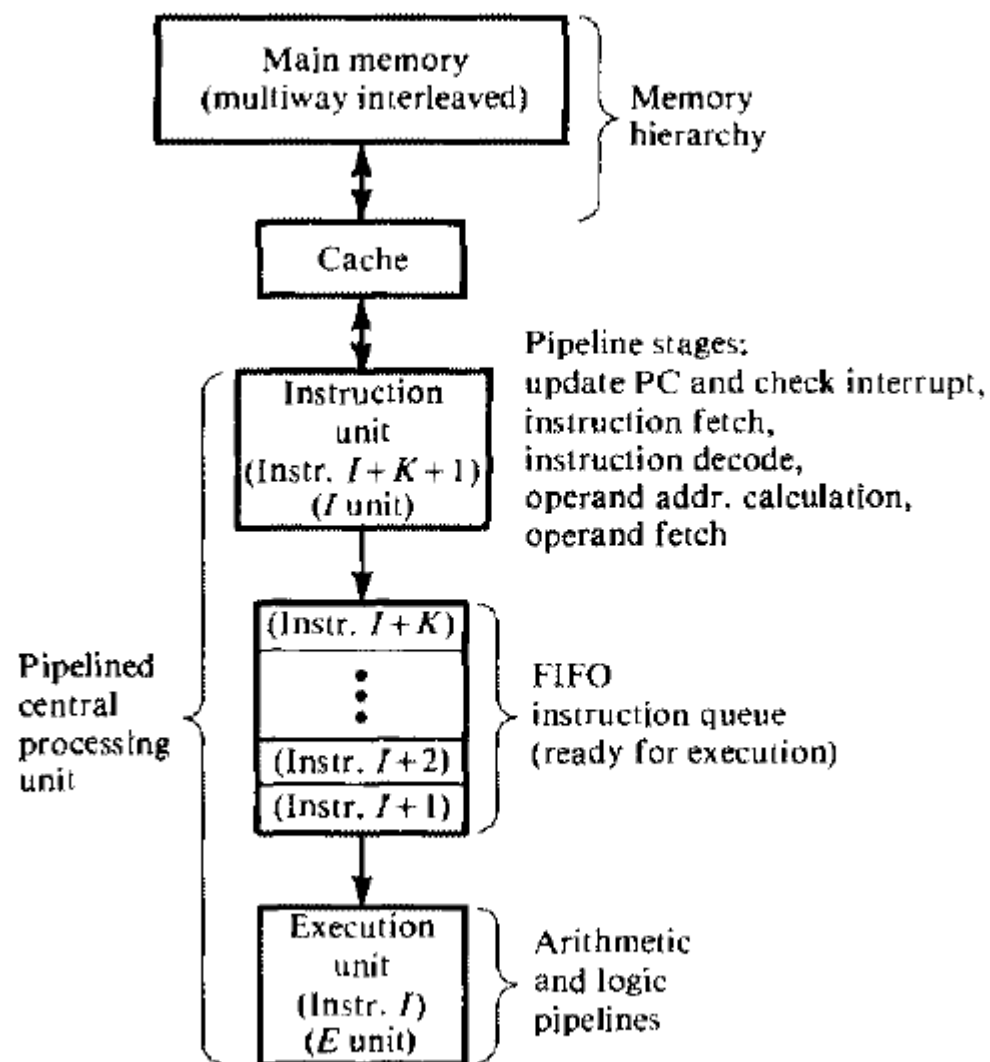 Main memory
(multiway interleaved)
Memory
hierarchy
Cache
Pipeline stages:
update PC and check interrupt,
instruction fetch,
instruction decode,
operand addr. calculation,
operand fetch
Instruction
unit
(Instr. I + K + 1)
(I unit)
Pipelined
central
processing
unit
(Instr. I + K)
(Instr. I + 2)
(Instr. I + 1)
FIFO
instruction queue
(ready for execution)
Execution
unit
(Instr. I)
(E unit)
Arithmetic
and logic
pipelines